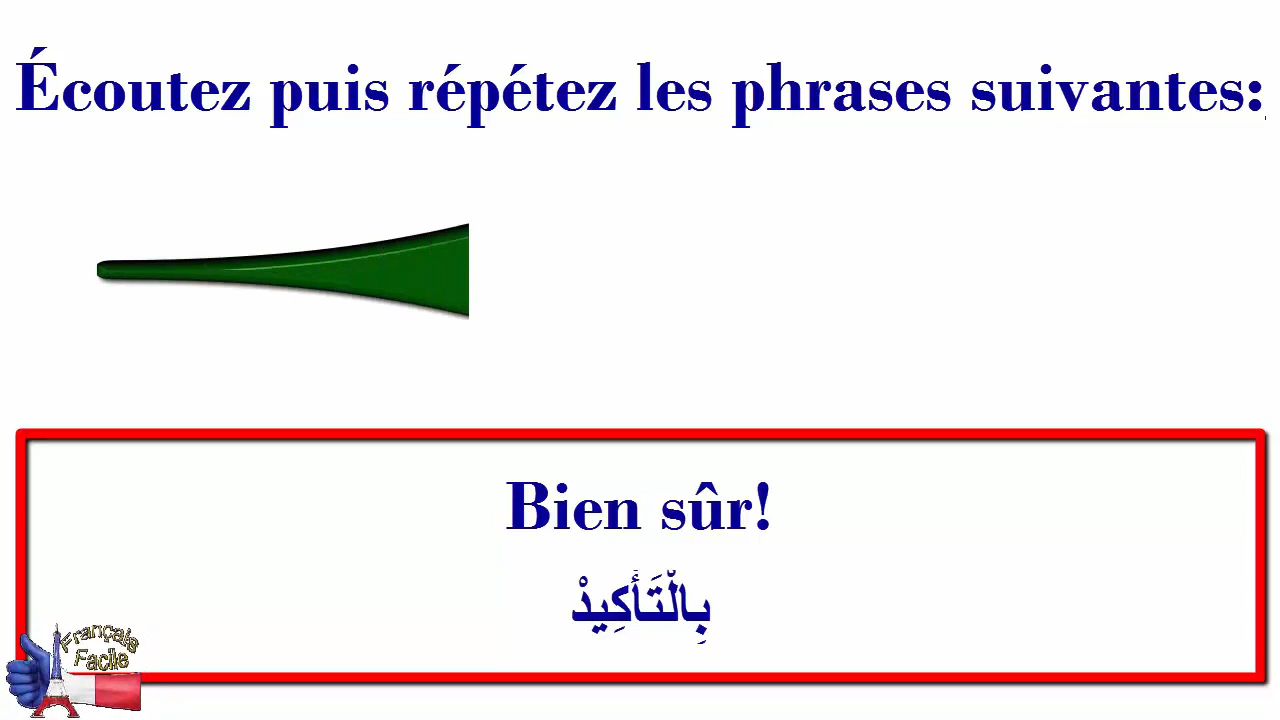 Écoutez puis répétez les phrases suivantes:
Bien sûr!
بِالْتَأَكِيدْ
Français
Facile